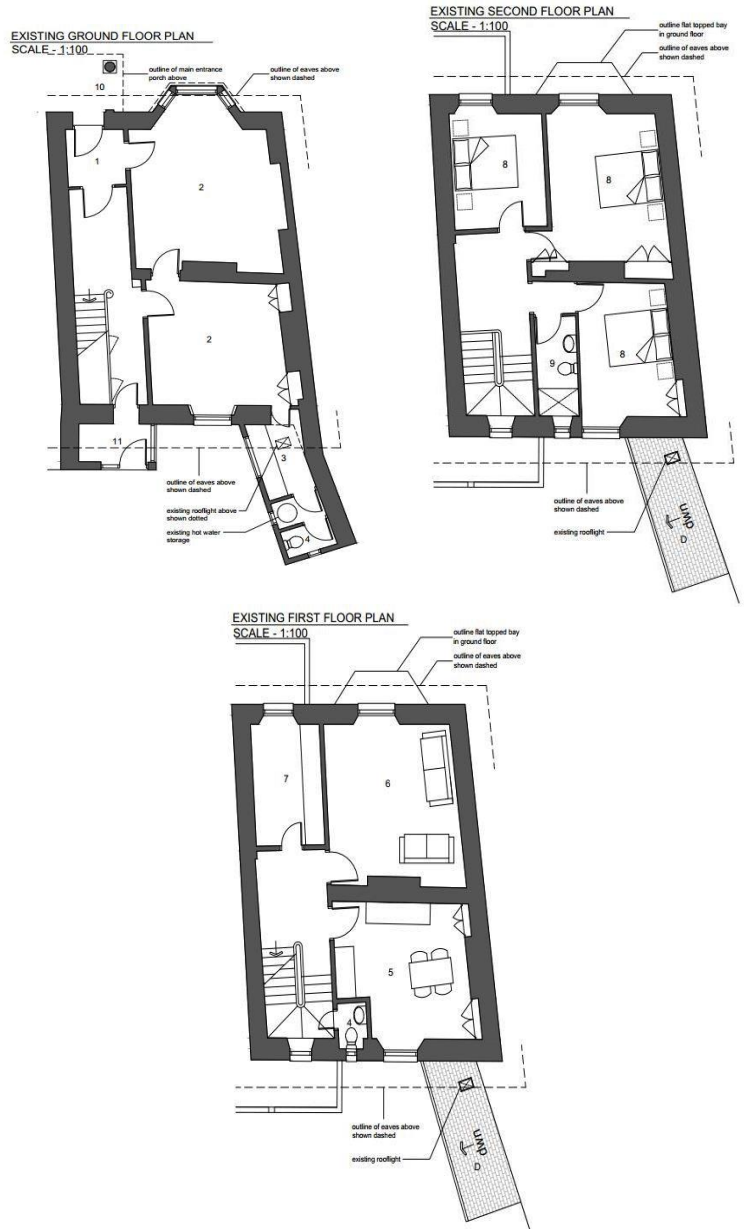 EXISTING GROUND FLOOR PLAN
SCALE - 1:100
outline of main entrance
porch above
outline of eaves above
shown dashed
10
1
2
2
11
3
4
outline of eaves above
shown dashed
existing rooflight above
shown dotted
existing hot water
storage
EXISTING SECOND FLOOR PLAN
SCALE - 1:100
outline flat topped bay
in ground floor
outline of eaves above
shown dashed
8
8
9
8
outline of eaves above
shown dashed
existing rooflight
dwn
D
EXISTING FIRST FLOOR PLAN
SCALE - 1:100
outline flat topped bay
in ground floor
outline of eaves above
shown dashed
7
6
5
4
outline of eaves above
shown dashed
existing rooflight
dwn
D